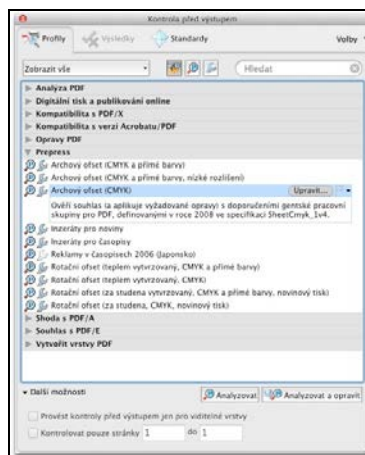 Kontrola před výstupem
Profily Výsledky Standardy Volby
Zobrazit vše Hledat
Analýza PDF
Digitální tisk a publikování online
Kompatibilita s PDF/X
Kompatibilita s verzí Acrobatu/PDF
Opravy PDF
Prepress
Archový ofset (CMYK a přímé barvy)
Archový ofset (CMYK a přímé barvy, nízké rozlišení)
Archový ofset (CMYK) Upravit...
Ověří souhlas (a aplikuje vyžadované opravy) s doporučeními gentské pracovní
skupiny pro PDF, definovanými v roce 2008 ve specifikaci SheetCmyk_1v4.
Inzeráty pro noviny
Inzeráty pro časopisy
Reklamy v časopisech 2006 (Japonsko)
Rotační ofset (teplem vytvrzovaný, CMYK a přímé barvy)
Rotační ofset (teplem vytvrzovaný, CMYK)
Rotační ofset (za studena vytvrzovaný, CMYK a přímé barvy, novinový tisk)
Rotační ofset (za studena, CMYK, novinový tisk)
Shoda s PDF/A
Souhlas s PDF/E
Vytvořit vrstvy PDF
Další možnosti Analyzovat Analyzovat a opravit
Provést kontroly před výstupem jen pro viditelné vrstvy
Kontrolovat pouze stránky 1 do 1